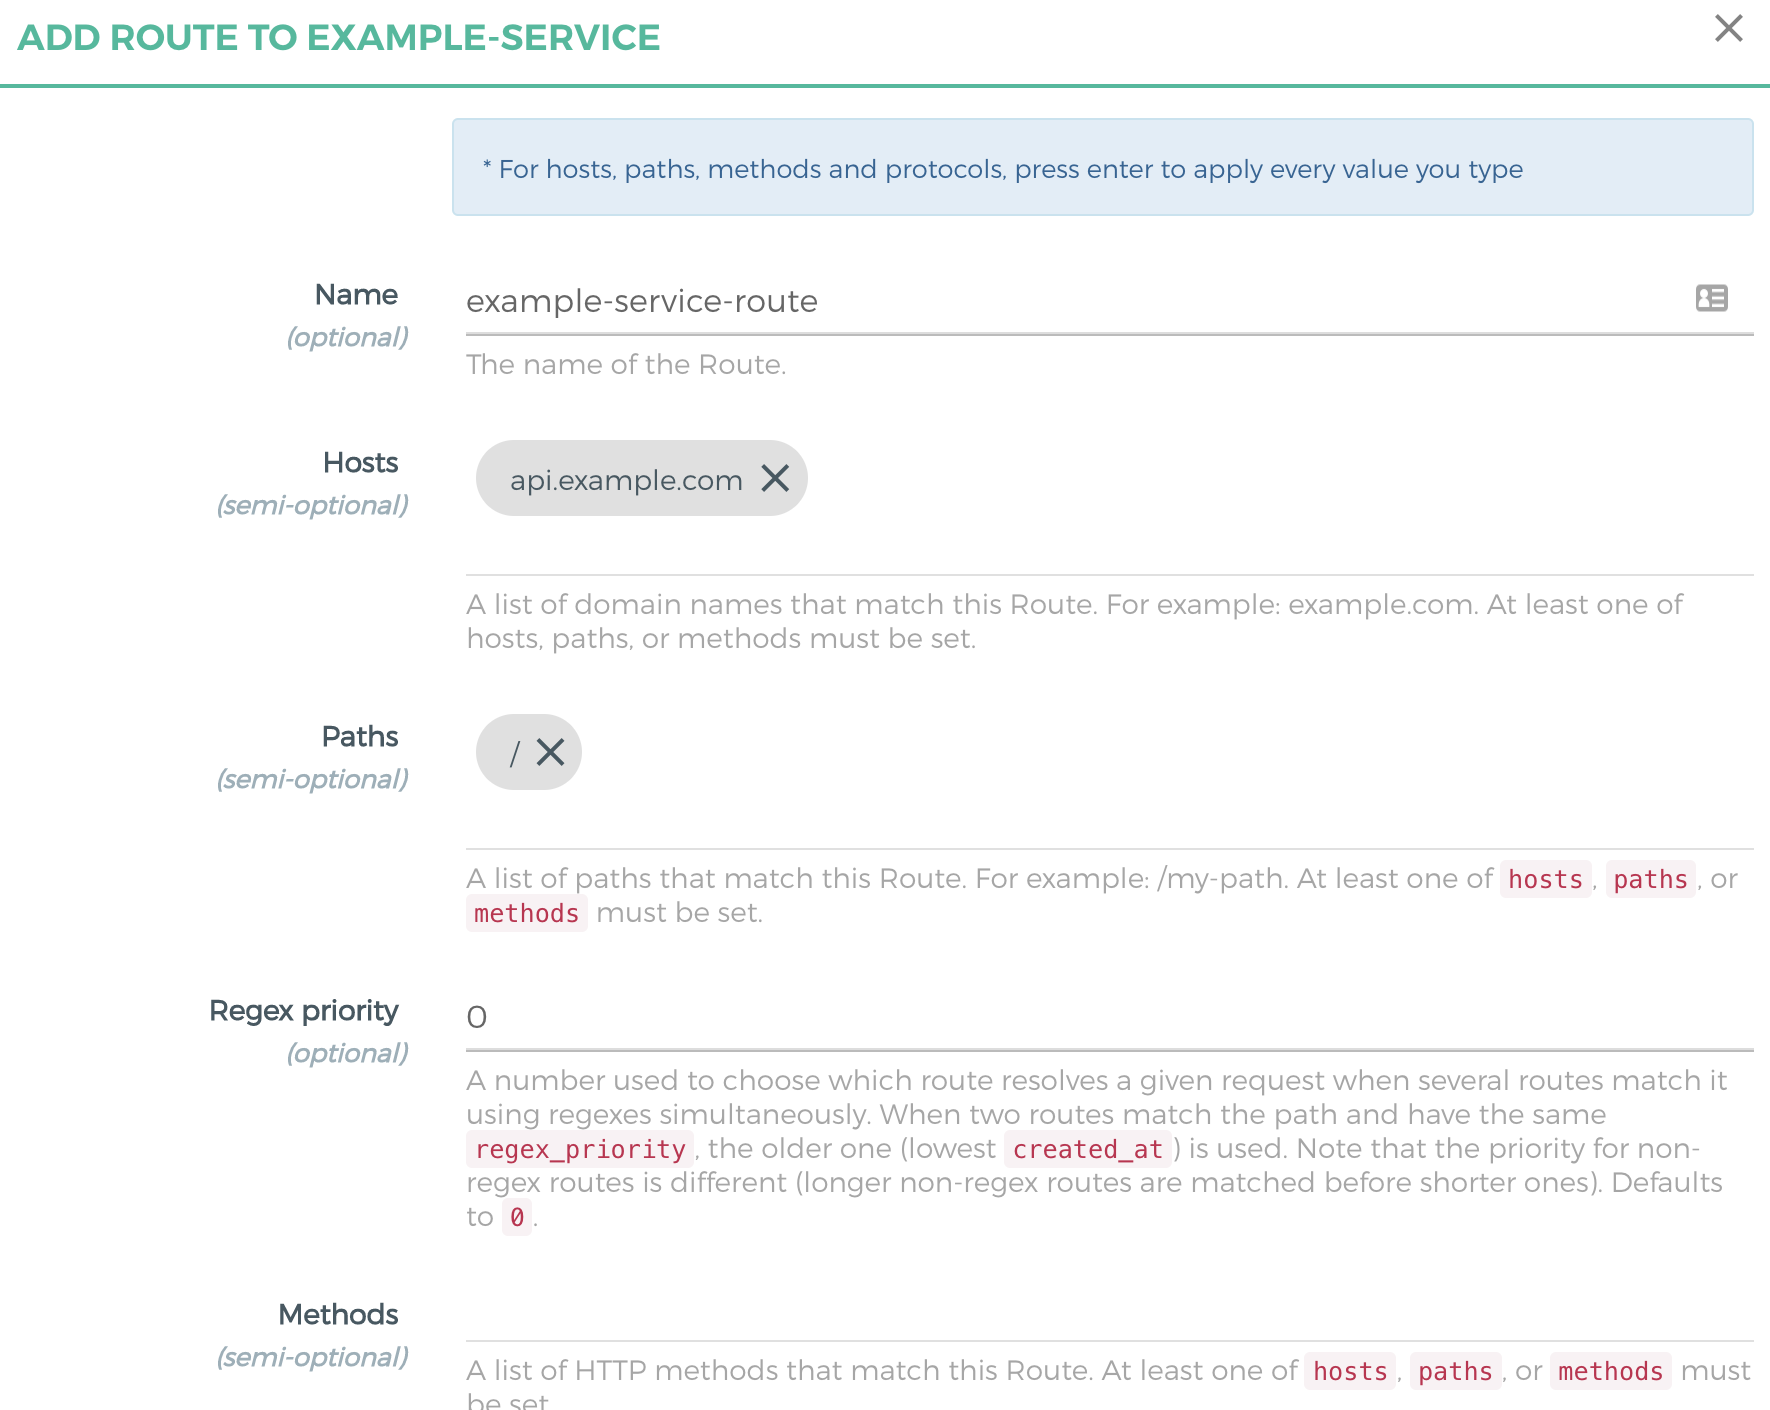 ADD ROUTE TO EXAMPLE-SERVICE
* For hosts, paths, methods and protocols, press enter to apply every value you type
Name
(optional)
example-service-route
The name of the Route.
Hosts
(semi-optional)
api.example.com
A list of domain names that match this Route. For example: example.com. At least one of
hosts, paths, or methods must be set.
Paths
(semi-optional)
/
A list of paths that match this Route. For example: /my-path. At least one of hosts, paths, or
methods must be set.
Regex priority
(optional)
0
A number used to choose which route resolves a given request when several routes match it
using regexes simultaneously. When two routes match the path and have the same
regex_priority, the older one (lowest created_at) is used. Note that the priority for non-
regex routes is different (longer non-regex routes are matched before shorter ones). Defaults
to 0.
Methods
(semi-optional)
A list of HTTP methods that match this Route. At least one of hosts, paths, or methods must
be set